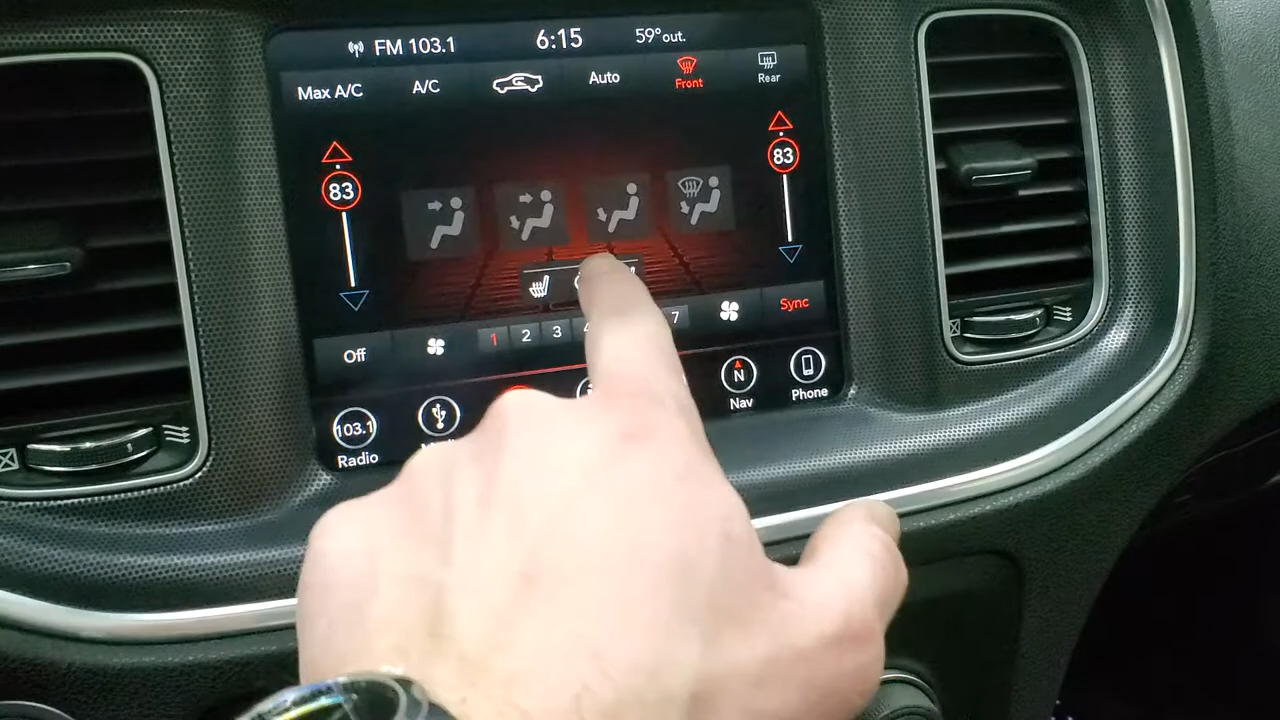 FM 103.1 6:15 59°out.
Max A/C A/C Auto Front Rear
83 83
Off 1 2 3 7 Sync
103.1 N
Radio Nav Phone